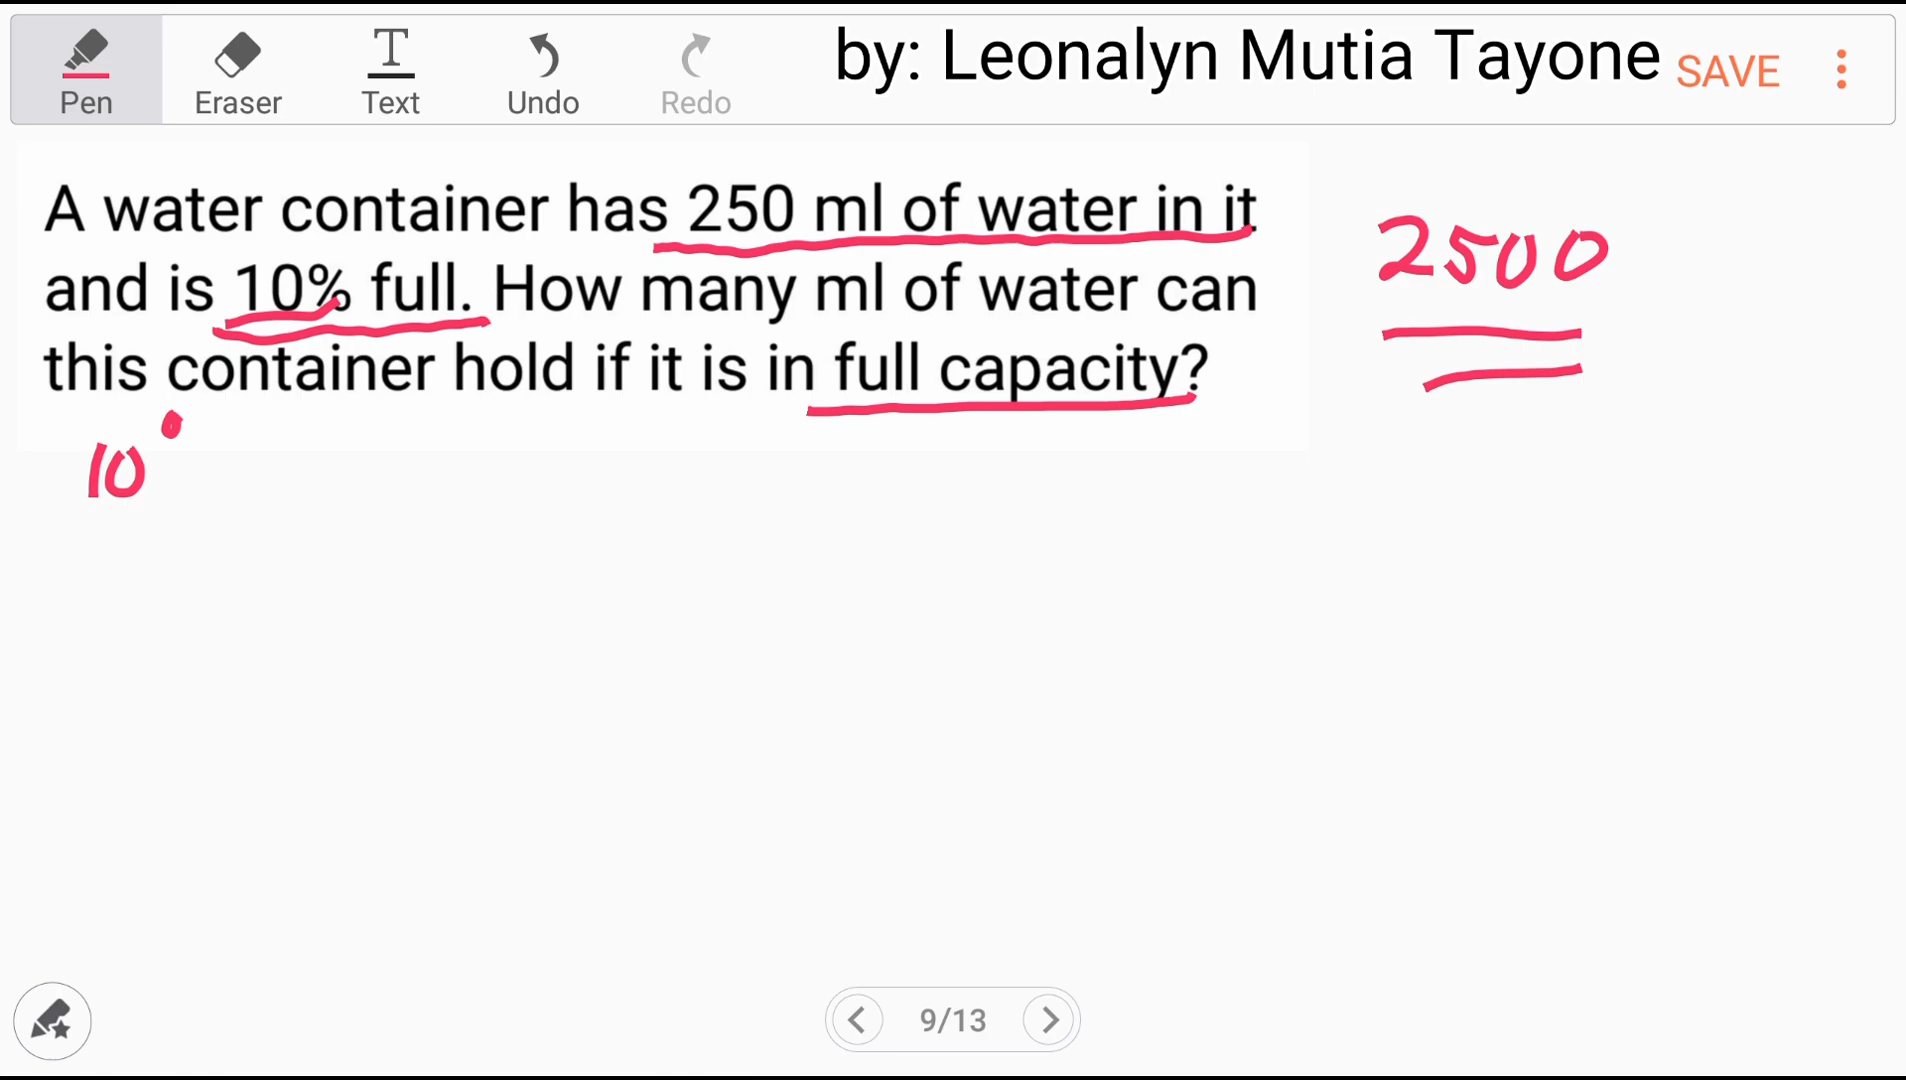 Pen
Eraser
Text
Undo
Redo
by: Leonalyn Mutia Tayone
SAVE
A water container has 250 ml of water in it
and is 10% full. How many ml of water can
this container hold if it is in full capacity?
2500
10
9/13